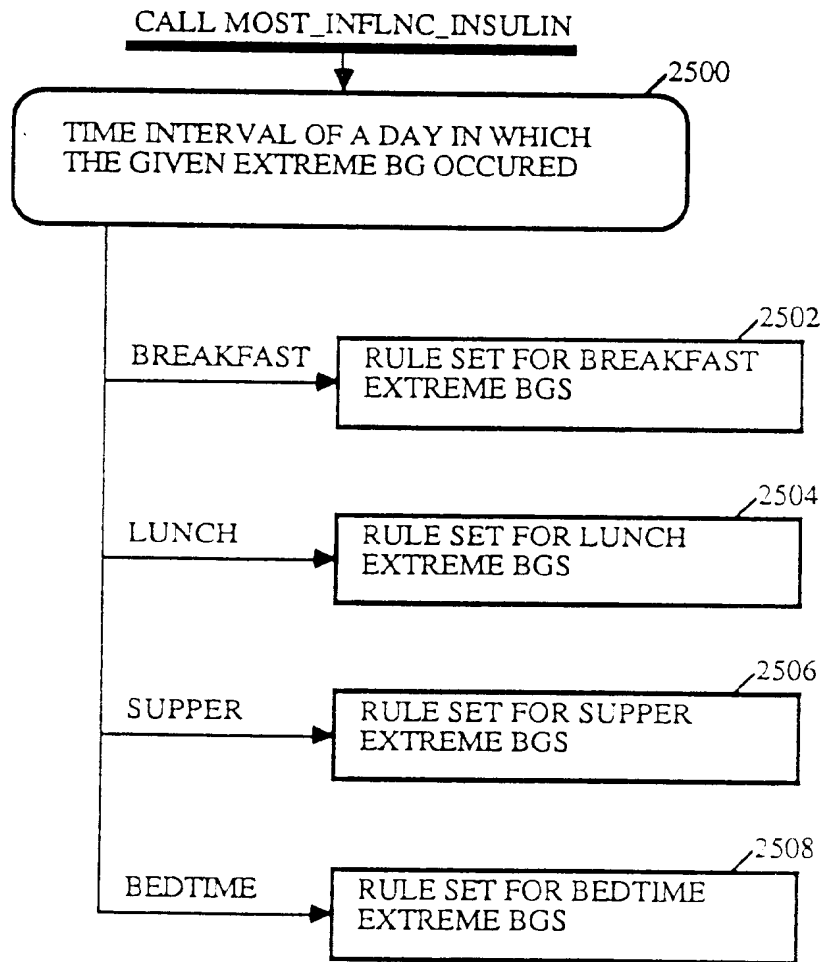 CALL MOST_INFLNC_INSULIN
2500
TIME INTERVAL OF A DAY IN WHICH
THE GIVEN EXTREME BG OCCURED
2502
BREAKFAST
RULE SET FOR BREAKFAST
EXTREME BGS
2504
LUNCH
RULE SET FOR LUNCH
EXTREME BGS
2506
SUPPER
RULE SET FOR SUPPER
EXTREME BGS
2508
BEDTIME
RULE SET FOR BEDTIME
EXTREME BGS